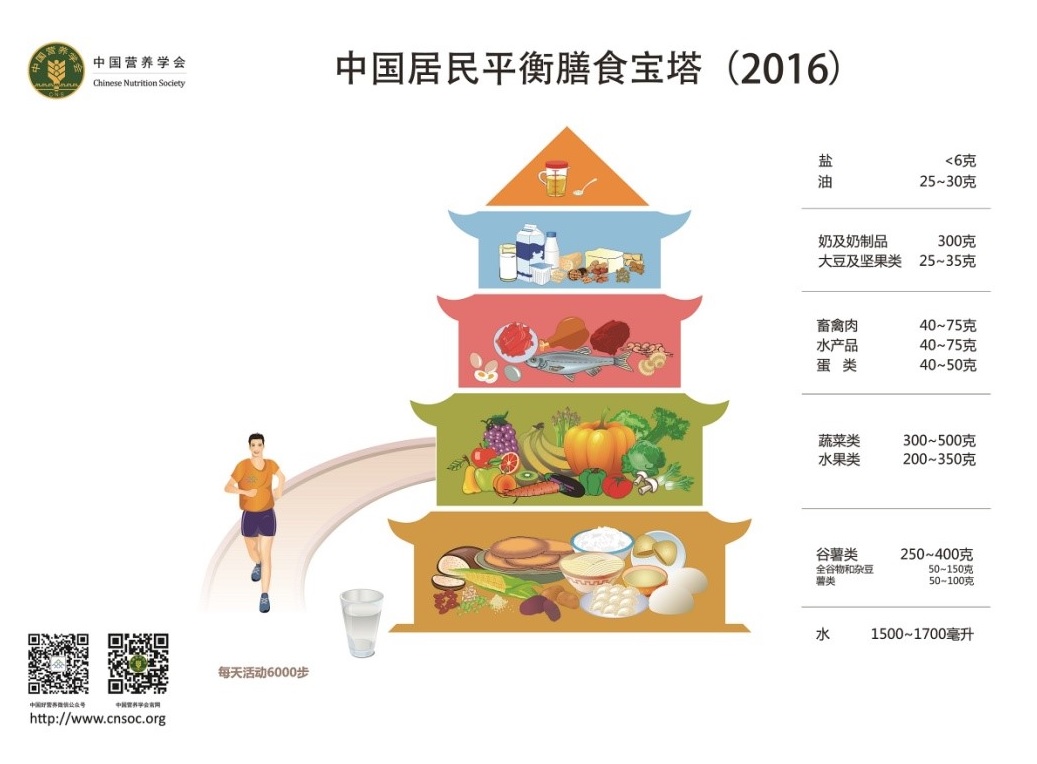 中国营养学会
中国营养学会
Chinese Nutrition Society
中国居民平衡膳食宝塔（2016）
盐 <6克
油 25~30克
奶及奶制品 300克
大豆及坚果类 25~35克
畜禽肉 40~75克
水产品 40~75克
蛋 类 40~50克
蔬菜类 300~500克
水果类 200~350克
谷薯类 250~400克
全谷物和杂豆 50~150克
薯类 50~100克
水 1500~1700毫升
每天活动6000步
中国好营养微信公众号 中国营养学会官网
http://www.cnsoc.org